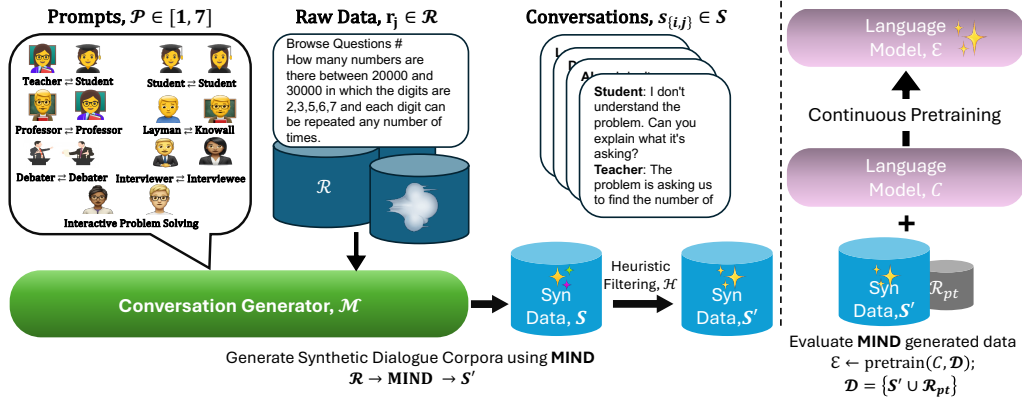 Prompts, 𝒫 ∈ [1, 7]
Teacher ⇄ Student
Student ⇄ Student
Professor ⇄ Professor
Layman ⇄ Knowall
Debater ⇄ Debater
Interviewer ⇄ Interviewee
Interactive Problem Solving
Raw Data, r_j ∈ ℛ
Browse Questions #
How many numbers are
there between 20000 and
30000 in which the digits are
2,3,5,6,7 and each digit can
be repeated any number of
times.
ℛ
Conversations, s_{i,j} ∈ S
Student: I don't
understand the
problem. Can you
explain what it's
asking?
Teacher: The
problem is asking us
to find the number of
Conversation Generator, ℳ
Syn
Data, S
Heuristic
Filtering, ℋ
Syn
Data,S′
Generate Synthetic Dialogue Corpora using MIND
ℛ → MIND → S′
Language
Model, ℰ
Continuous Pretraining
Language
Model, 𝐶
+
Syn
Data,S′
ℛ_pt
Evaluate MIND generated data
ℰ ← pretrain(𝐶, 𝒟);
𝒟 = {S′ ∪ ℛ_pt}